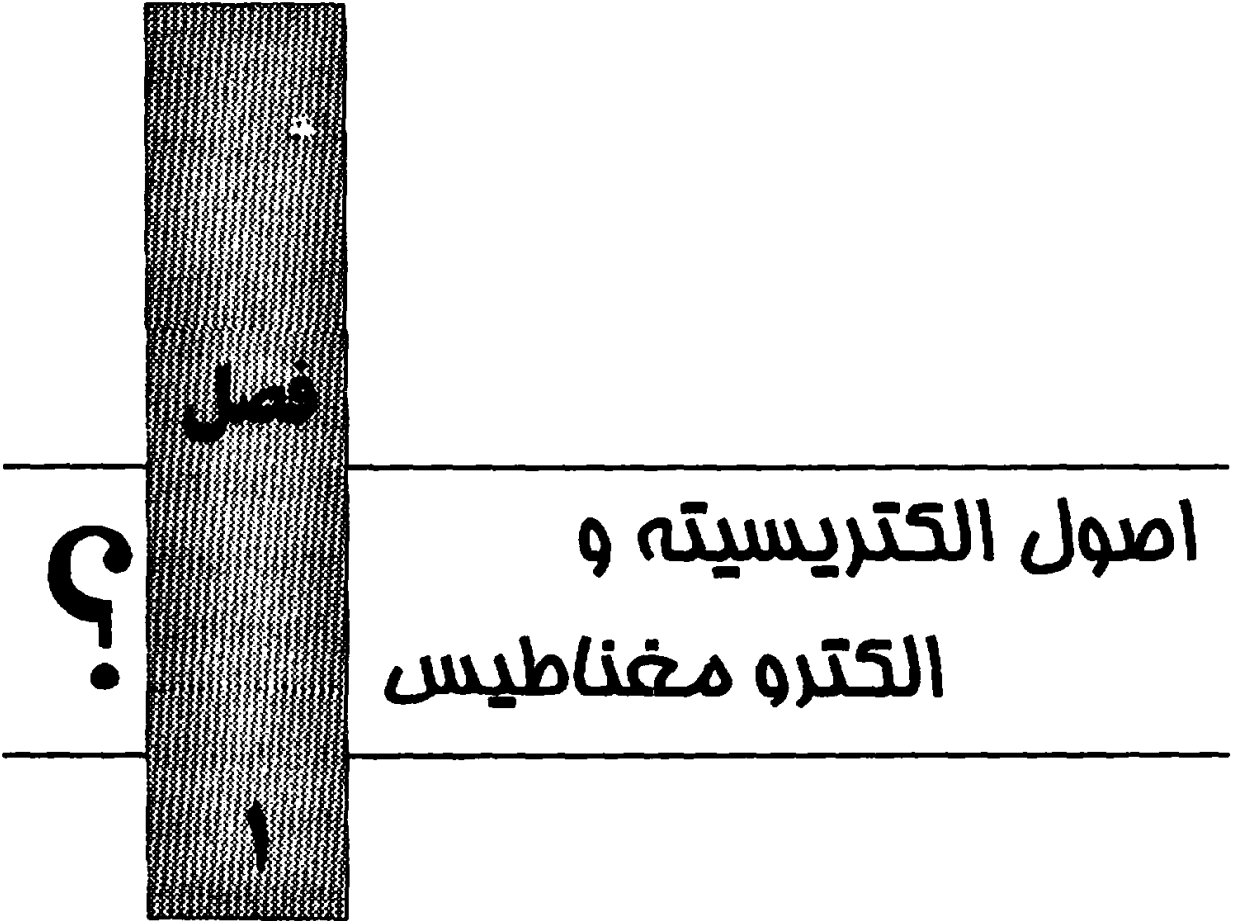 فصل
اصول الکتریسیته و
الکترو مغناطیس
؟
۱